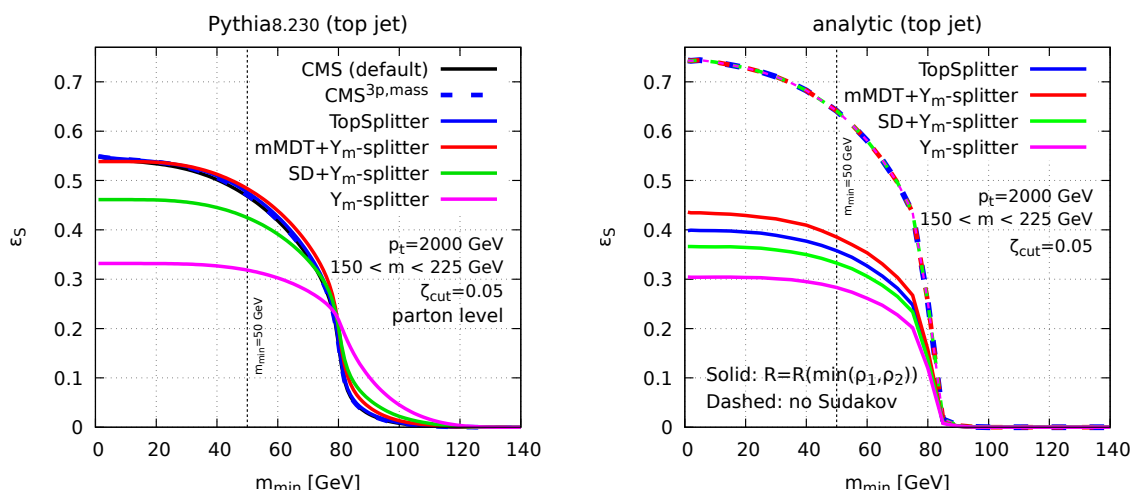 Pythia8.230 (top jet)
εS
0.7
0.6
0.5
0.4
0.3
0.2
0.1
0
CMS (default)
CMS3p,mass
TopSplitter
mMDT+Ym-splitter
SD+Ym-splitter
Ym-splitter
pt=2000 GeV
150 < m < 225 GeV
ζcut=0.05
parton level
mmin=50 GeV
0 20 40 60 80 100 120 140
mmin [GeV]
analytic (top jet)
εS
0.7
0.6
0.5
0.4
0.3
0.2
0.1
0
TopSplitter
mMDT+Ym-splitter
SD+Ym-splitter
Ym-splitter
mmin=50 GeV
pt=2000 GeV
150 < m < 225 GeV
ζcut=0.05
Solid: R=R(min(ρ1,ρ2))
Dashed: no Sudakov
0 20 40 60 80 100 120 140
mmin [GeV]